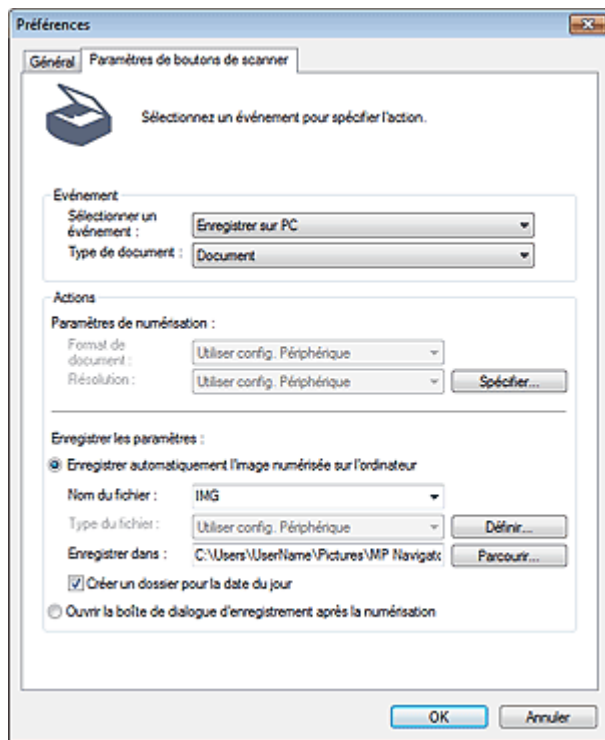 Préférences
Général
Paramètres de boutons de scanner
Sélectionnez un événement pour spécifier l'action.
Evénement
Sélectionner un
événement :
Enregistrer sur PC
Type de document :
Document
Actions
Paramètres de numérisation :
Format de
document :
Utiliser config. Périphérique
Résolution :
Utiliser config. Périphérique
Spécifier...
Enregistrer les paramètres :
Enregistrer automatiquement l'image numérisée sur l'ordinateur
Nom du fichier :
IMG
Type du fichier :
Utiliser config. Périphérique
Définir...
Enregistrer dans :
C:\Users\UserName\Pictures\MP Navigato
Parcourir...
Créer un dossier pour la date du jour
Ouvrir la boîte de dialogue d'enregistrement après la numérisation
OK
Annuler